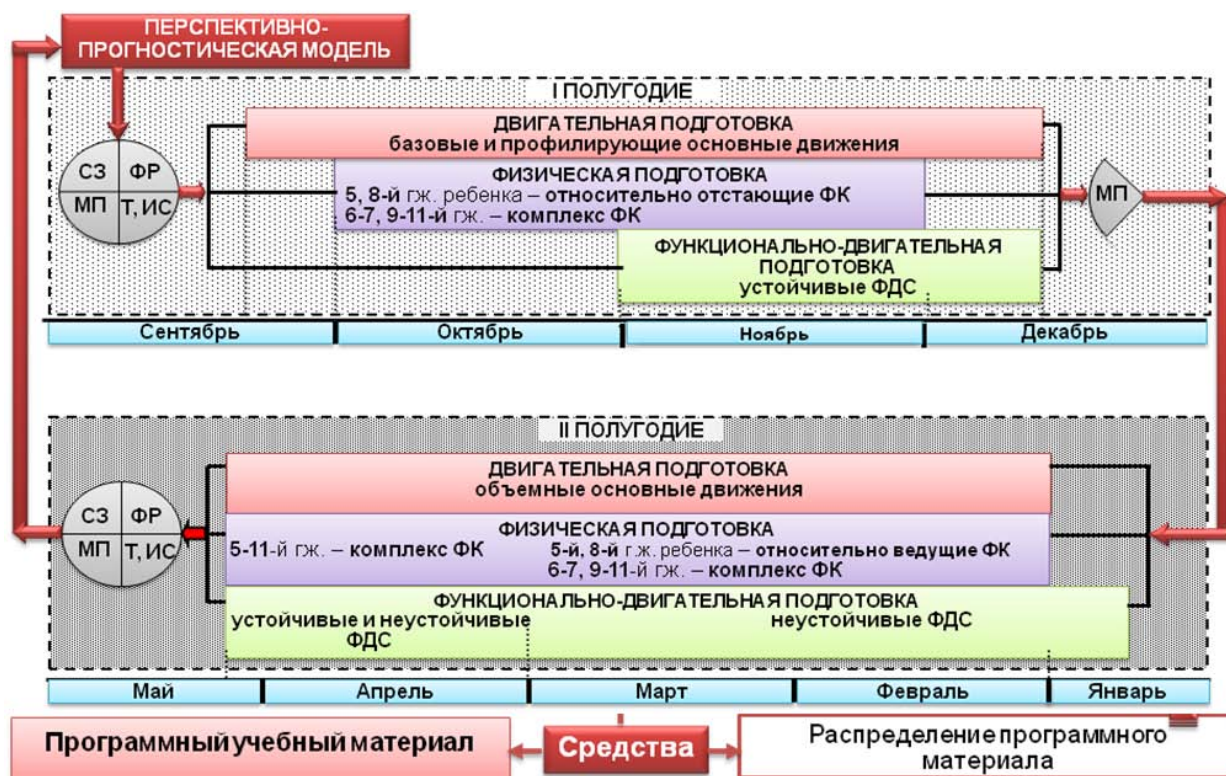 ПЕРСПЕКТИВНО-
ПРОГНОСТИЧЕСКАЯ МОДЕЛЬ
I ПОЛУГОДИЕ
ДВИГАТЕЛЬНАЯ ПОДГОТОВКА
базовые и профилирующие основные движения
СЗ ФР
МП Т, ИС
ФИЗИЧЕСКАЯ ПОДГОТОВКА
5, 8-й гж. ребенка – относительно отстающие ФК
6-7, 9-11-й гж. – комплекс ФК
МП
ФУНКЦИОНАЛЬНО-ДВИГАТЕЛЬНАЯ
ПОДГОТОВКА
устойчивые ФДС
Сентябрь Октябрь Ноябрь Декабрь
II ПОЛУГОДИЕ
ДВИГАТЕЛЬНАЯ ПОДГОТОВКА
объемные основные движения
СЗ ФР
МП Т, ИС
ФИЗИЧЕСКАЯ ПОДГОТОВКА
5-11-й гж. – комплекс ФК 5-й, 8-й г.ж. ребенка – относительно ведущие ФК
6-7, 9-11-й гж. – комплекс ФК
ФУНКЦИОНАЛЬНО-ДВИГАТЕЛЬНАЯ ПОДГОТОВКА
устойчивые и неустойчивые неустойчивые ФДС
ФДС
Май Апрель Март Февраль Январь
Программный учебный материал
Средства
Распределение программного
материала